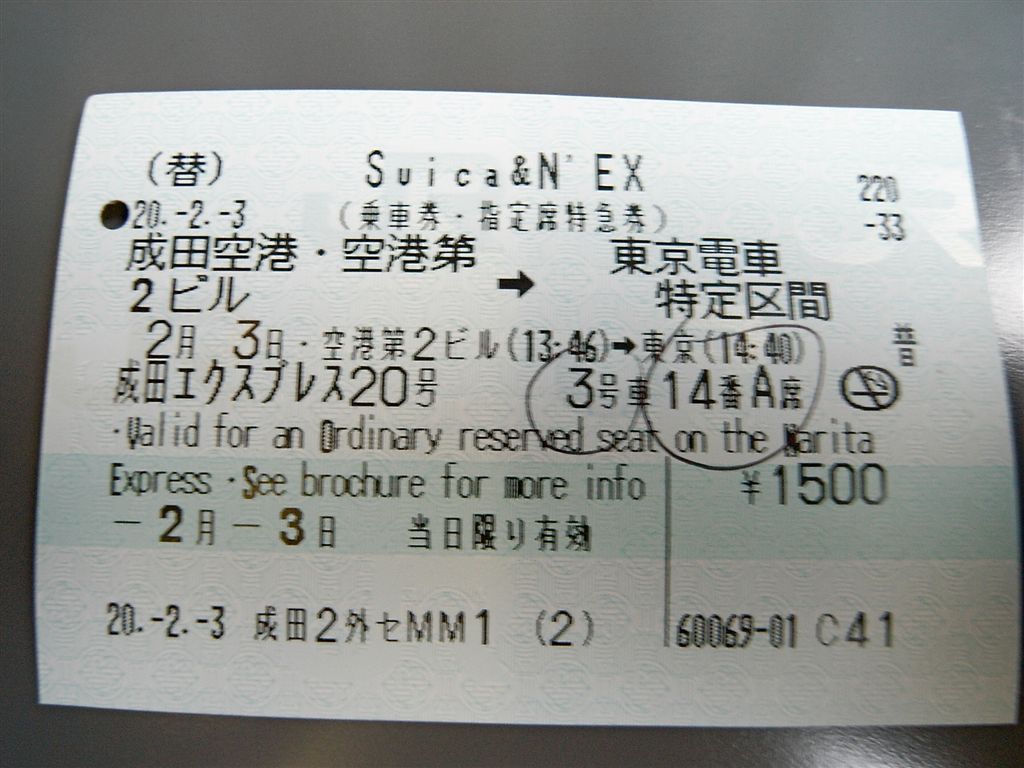 （替） Suica&N'EX 220
20.-2.-3 （乗車券・指定席特急券） -33
成田空港・空港第 東京電車
2ビル ➡ 特定区間
2月 3日・空港第2ビル(13:46)➡東京(14:40) 普
成田エクスプレス20号 3号車14番A席
・Valid for an Ordinary reserved seat on the Narita
Express・See brochure for more info ¥1500
-2月-3日 当日限り有効
20.-2.-3 成田2外セMM1 (2) 60069-01 C41